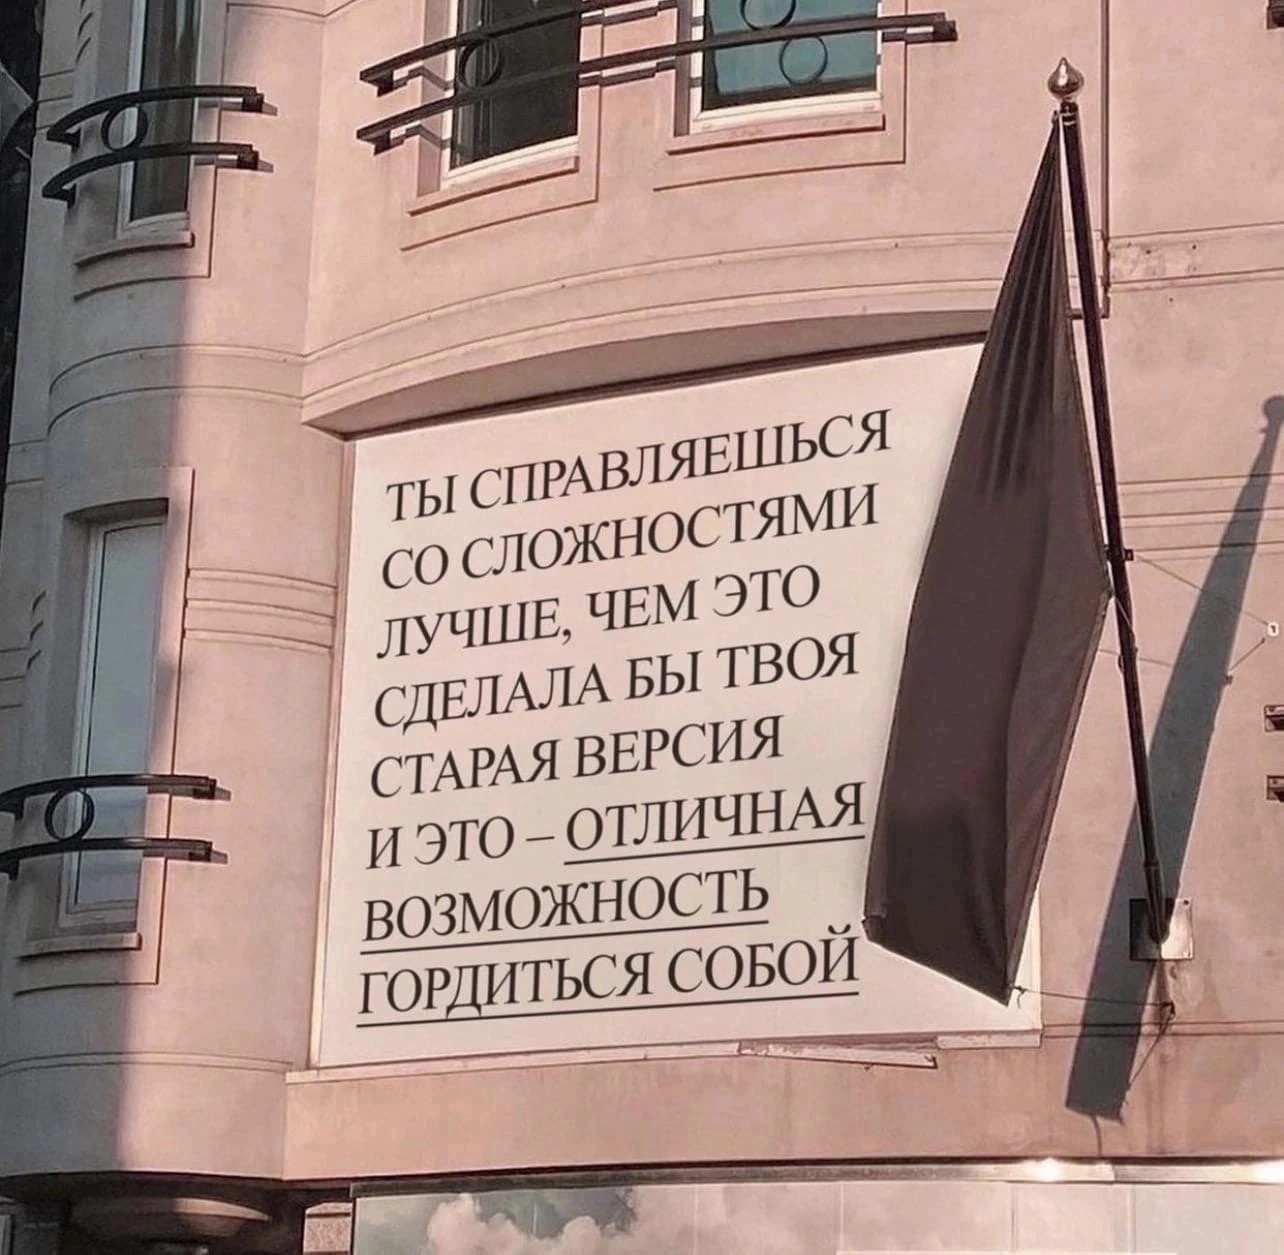 ТЫ СПРАВЛЯЕШЬСЯ
СО СЛОЖНОСТЯМИ
ЛУЧШЕ, ЧЕМ ЭТО
СДЕЛАЛА БЫ ТВОЯ
СТАРАЯ ВЕРСИЯ
И ЭТО – ОТЛИЧНАЯ
ВОЗМОЖНОСТЬ
ГОРДИТЬСЯ СОБОЙ